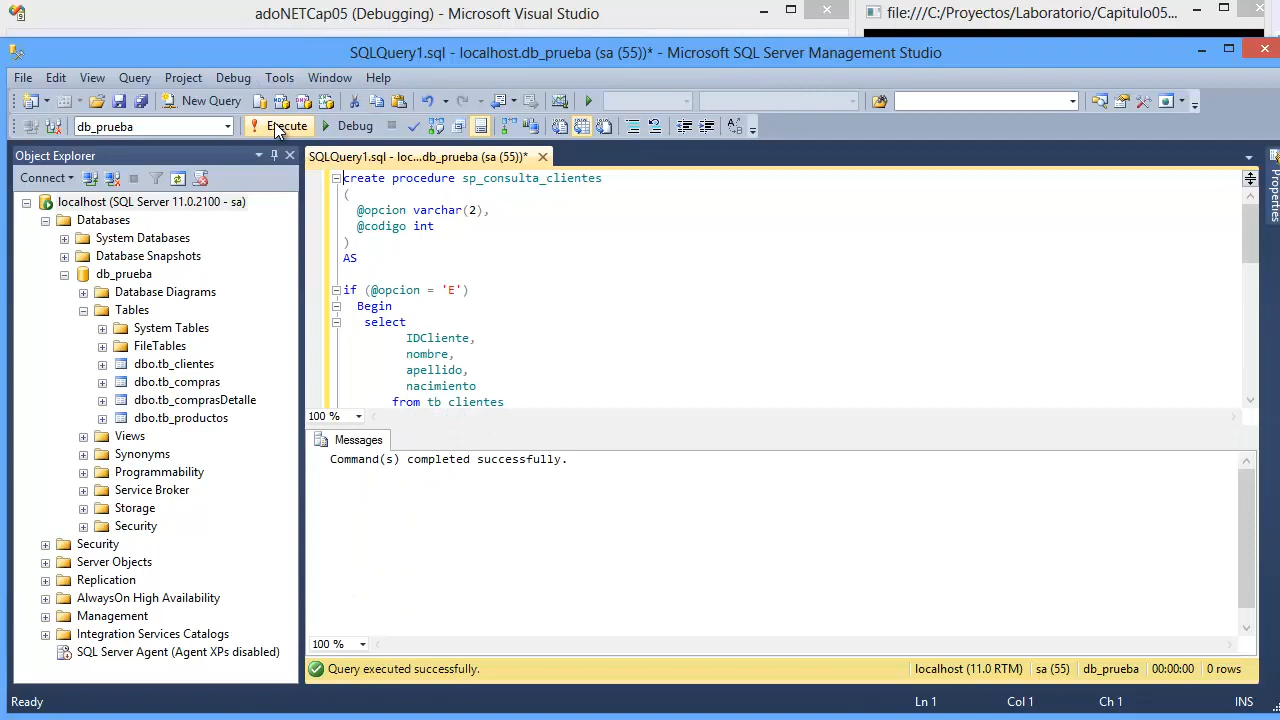 adoNETCap05 (Debugging) - Microsoft Visual Studio
file:///C:/Proyectos/Laboratorio/Capitulo05...
SQLQuery1.sql - localhost.db_prueba (sa (55))* - Microsoft SQL Server Management Studio
File Edit View Query Project Debug Tools Window Help
New Query
db_prueba Execute Debug
Object Explorer
Connect
localhost (SQL Server 11.0.2100 - sa)
Databases
System Databases
Database Snapshots
db_prueba
Database Diagrams
Tables
System Tables
FileTables
dbo.tb_clientes
dbo.tb_compras
dbo.tb_comprasDetalle
dbo.tb_productos
Views
Synonyms
Programmability
Service Broker
Storage
Security
Security
Server Objects
Replication
AlwaysOn High Availability
Management
Integration Services Catalogs
SQL Server Agent (Agent XPs disabled)
SQLQuery1.sql - loc...db_prueba (sa (55))*
create procedure sp_consulta_clientes
(
@opcion varchar(2),
@codigo int
)
AS
if (@opcion = 'E')
Begin
select
IDCliente,
nombre,
apellido,
nacimiento
from tb_clientes
100 %
Messages
Command(s) completed successfully.
100 %
Query executed successfully. localhost (11.0 RTM) sa (55) db_prueba 00:00:00 0 rows
Properties
Ready Ln 1 Col 1 Ch 1 INS